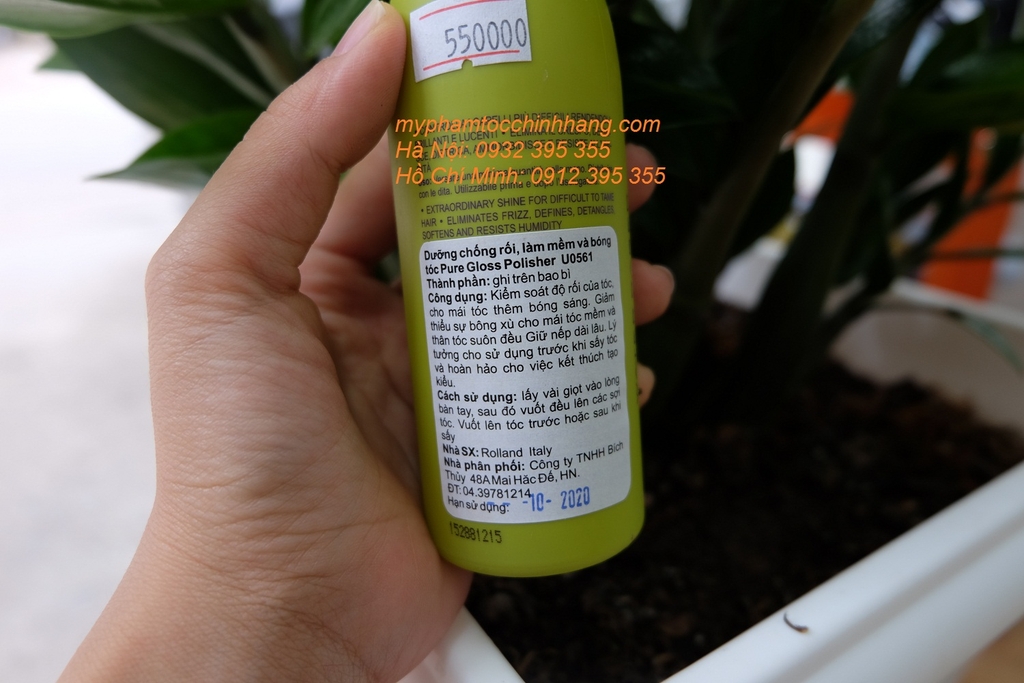 550000
myphamtocchinhhang.com
LLANTI E LUCENTI • ELIMINA
Hà Nội: 0932 395 355
Hồ Chí Minh: 0912 395 355
con le dita. Utilizzabile prima e dopo
• EXTRAORDINARY SHINE FOR DIFFICULT TO TAME
HAIR • ELIMINATES FRIZZ, DEFINES, DETANGLES,
SOFTENS AND RESISTS HUMIDITY
Dưỡng chống rối, làm mềm và bóng
tóc Pure Gloss Polisher U0561
Thành phần: ghi trên bao bì
Công dụng: Kiểm soát độ rối của tóc,
cho mái tóc thêm bóng sáng. Giảm
thiểu sự bông xù cho mái tóc mềm và
thân tóc suôn đều Giữ nếp dài lâu. Lý
tưởng cho sử dụng trước khi sấy tóc
và hoàn hảo cho việc kết thúc tạo
kiểu.
Cách sử dụng: lấy vài giọt vào lòng
bàn tay, sau đó vuốt đều lên các sợi
tóc. Vuốt lên tóc trước hoặc sau khi
sấy
Nhà SX: Rolland Italy
Nhà phân phối: Công ty TNHH Bích
Thủy 48A Mai Hăc Đế, HN.
ĐT: 04.39781214
Hạn sử dụng: -10- 2020
152881215